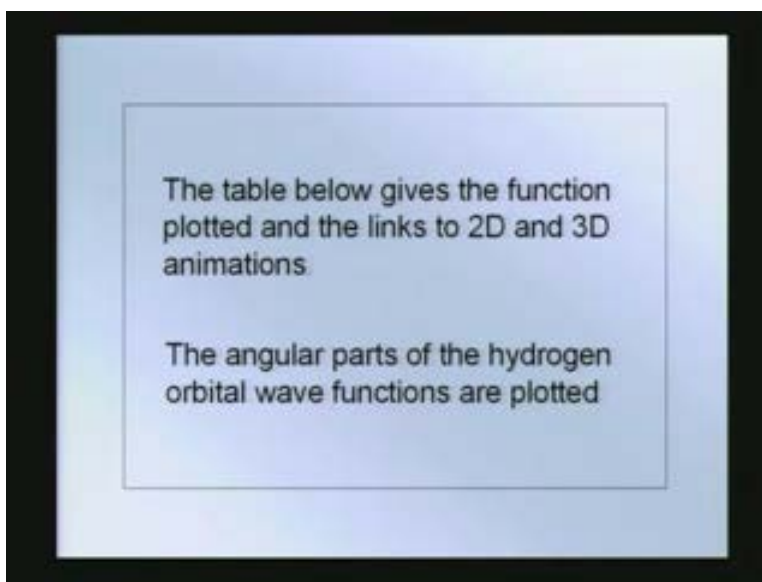 The table below gives the function
plotted and the links to 2D and 3D
animations
The angular parts of the hydrogen
orbital wave functions are plotted